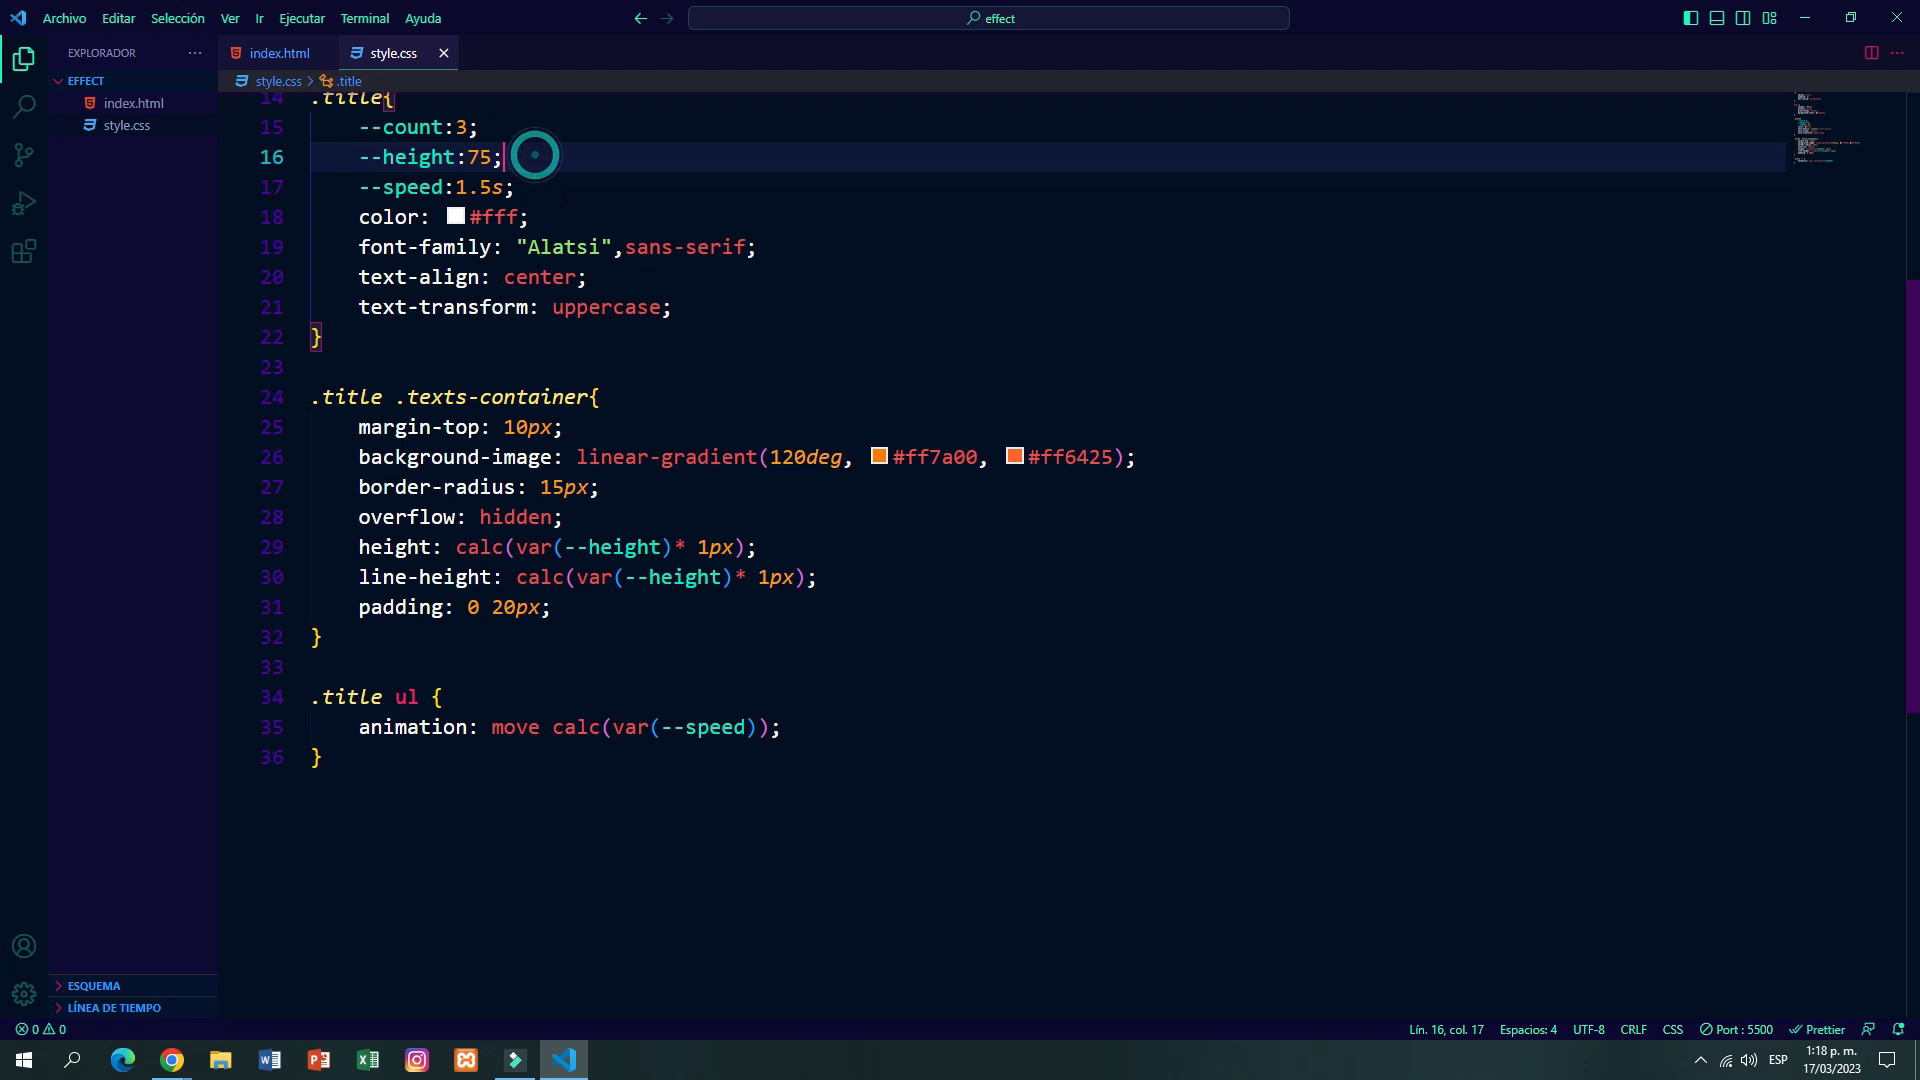 Archivo Editar Selección Ver Ir Ejecutar Terminal Ayuda effect
EXPLORADOR
EFFECT
index.html
style.css
index.html style.css
style.css .title
14 .title{
15 --count:3;
16 --height:75;
17 --speed:1.5s;
18 color: #fff;
19 font-family: "Alatsi",sans-serif;
20 text-align: center;
21 text-transform: uppercase;
22 }
23
24 .title .texts-container{
25 margin-top: 10px;
26 background-image: linear-gradient(120deg, #ff7a00, #ff6425);
27 border-radius: 15px;
28 overflow: hidden;
29 height: calc(var(--height)* 1px);
30 line-height: calc(var(--height)* 1px);
31 padding: 0 20px;
32 }
33
34 .title ul {
35 animation: move calc(var(--speed));
36 }
ESQUEMA
LÍNEA DE TIEMPO
0 0 Lín. 16, col. 17 Espacios: 4 UTF-8 CRLF CSS Port : 5500 Prettier
ESP 1:18 p. m.
17/03/2023